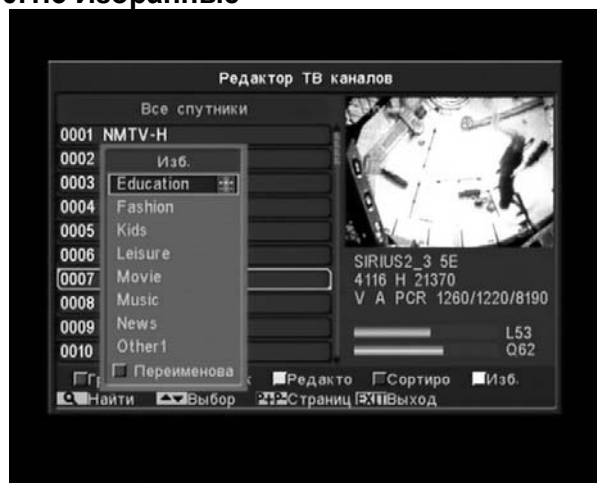 Избранные
Редактор ТВ каналов
Все спутники
0001 NMTV-H
0002
0003
0004
0005
0006
0007
0008
0009
0010
Изб.
Education
Fashion
Kids
Leisure
Movie
Music
News
Other1
Переименова
SIRIUS2_3 5E
4116 H 21370
V A PCR 1260/1220/8190
L53
Q62
Редакто Сортиро Изб.
Найти Выбор P+P- Страниц EXIT Выход